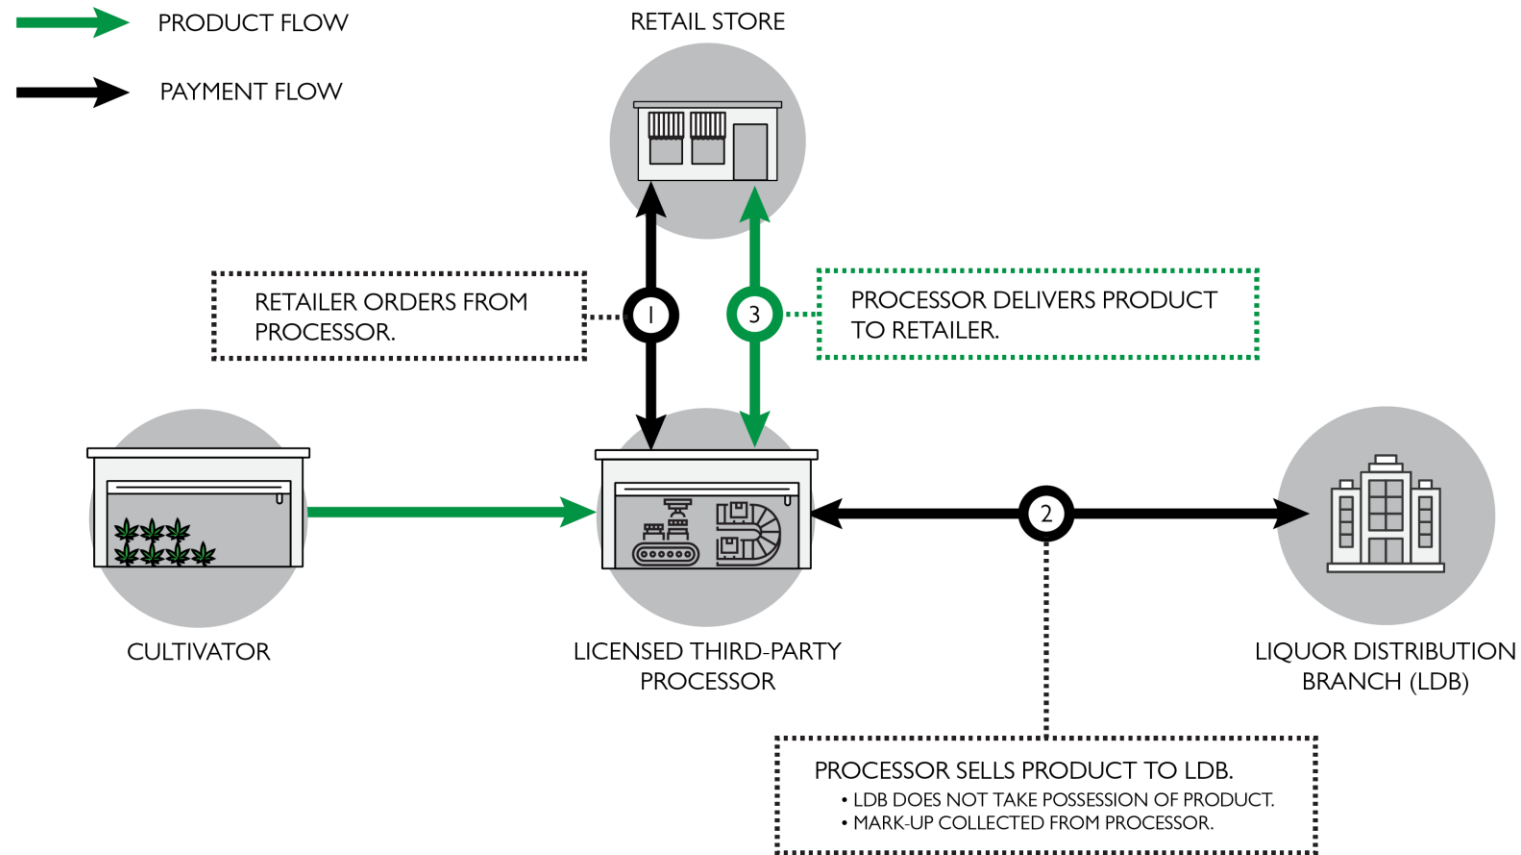 PRODUCT FLOW
PAYMENT FLOW
RETAIL STORE
RETAILER ORDERS FROM
PROCESSOR.
1
3
PROCESSOR DELIVERS PRODUCT
TO RETAILER.
2
CULTIVATOR
LICENSED THIRD-PARTY
PROCESSOR
LIQUOR DISTRIBUTION
BRANCH (LDB)
PROCESSOR SELLS PRODUCT TO LDB.
• LDB DOES NOT TAKE POSSESSION OF PRODUCT.
• MARK-UP COLLECTED FROM PROCESSOR.